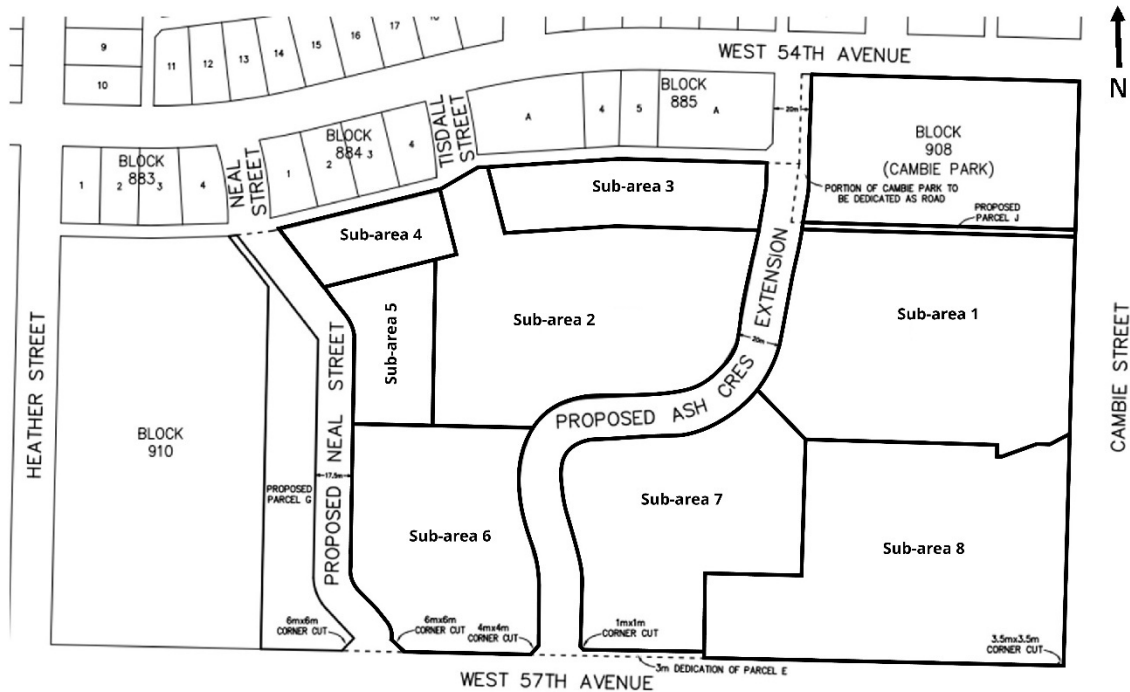 9
10
11
12
13
14
15
16
17
WEST 54TH AVENUE
N
BLOCK
885
A
4
5
A
20m
BLOCK
908
(CAMBIE PARK)
PORTION OF CAMBIE PARK TO
BE DEDICATED AS ROAD
PROPOSED
PARCEL J
TISDALL
STREET
BLOCK
884
1
2
3
4
NEAL
STREET
BLOCK
883
1
2
3
4
Sub-area 3
Sub-area 4
Sub-area 5
Sub-area 2
Sub-area 1
PROPOSED ASH CRES EXTENSION
20m
HEATHER STREET
CAMBIE STREET
BLOCK
910
PROPOSED
PARCEL G
PROPOSED NEAL STREET
17.5m
Sub-area 6
Sub-area 7
Sub-area 8
6mx6m
CORNER CUT
6mx6m
CORNER CUT
4mx4m
CORNER CUT
1mx1m
CORNER CUT
3.5mx3.5m
CORNER CUT
3m DEDICATION OF PARCEL E
WEST 57TH AVENUE